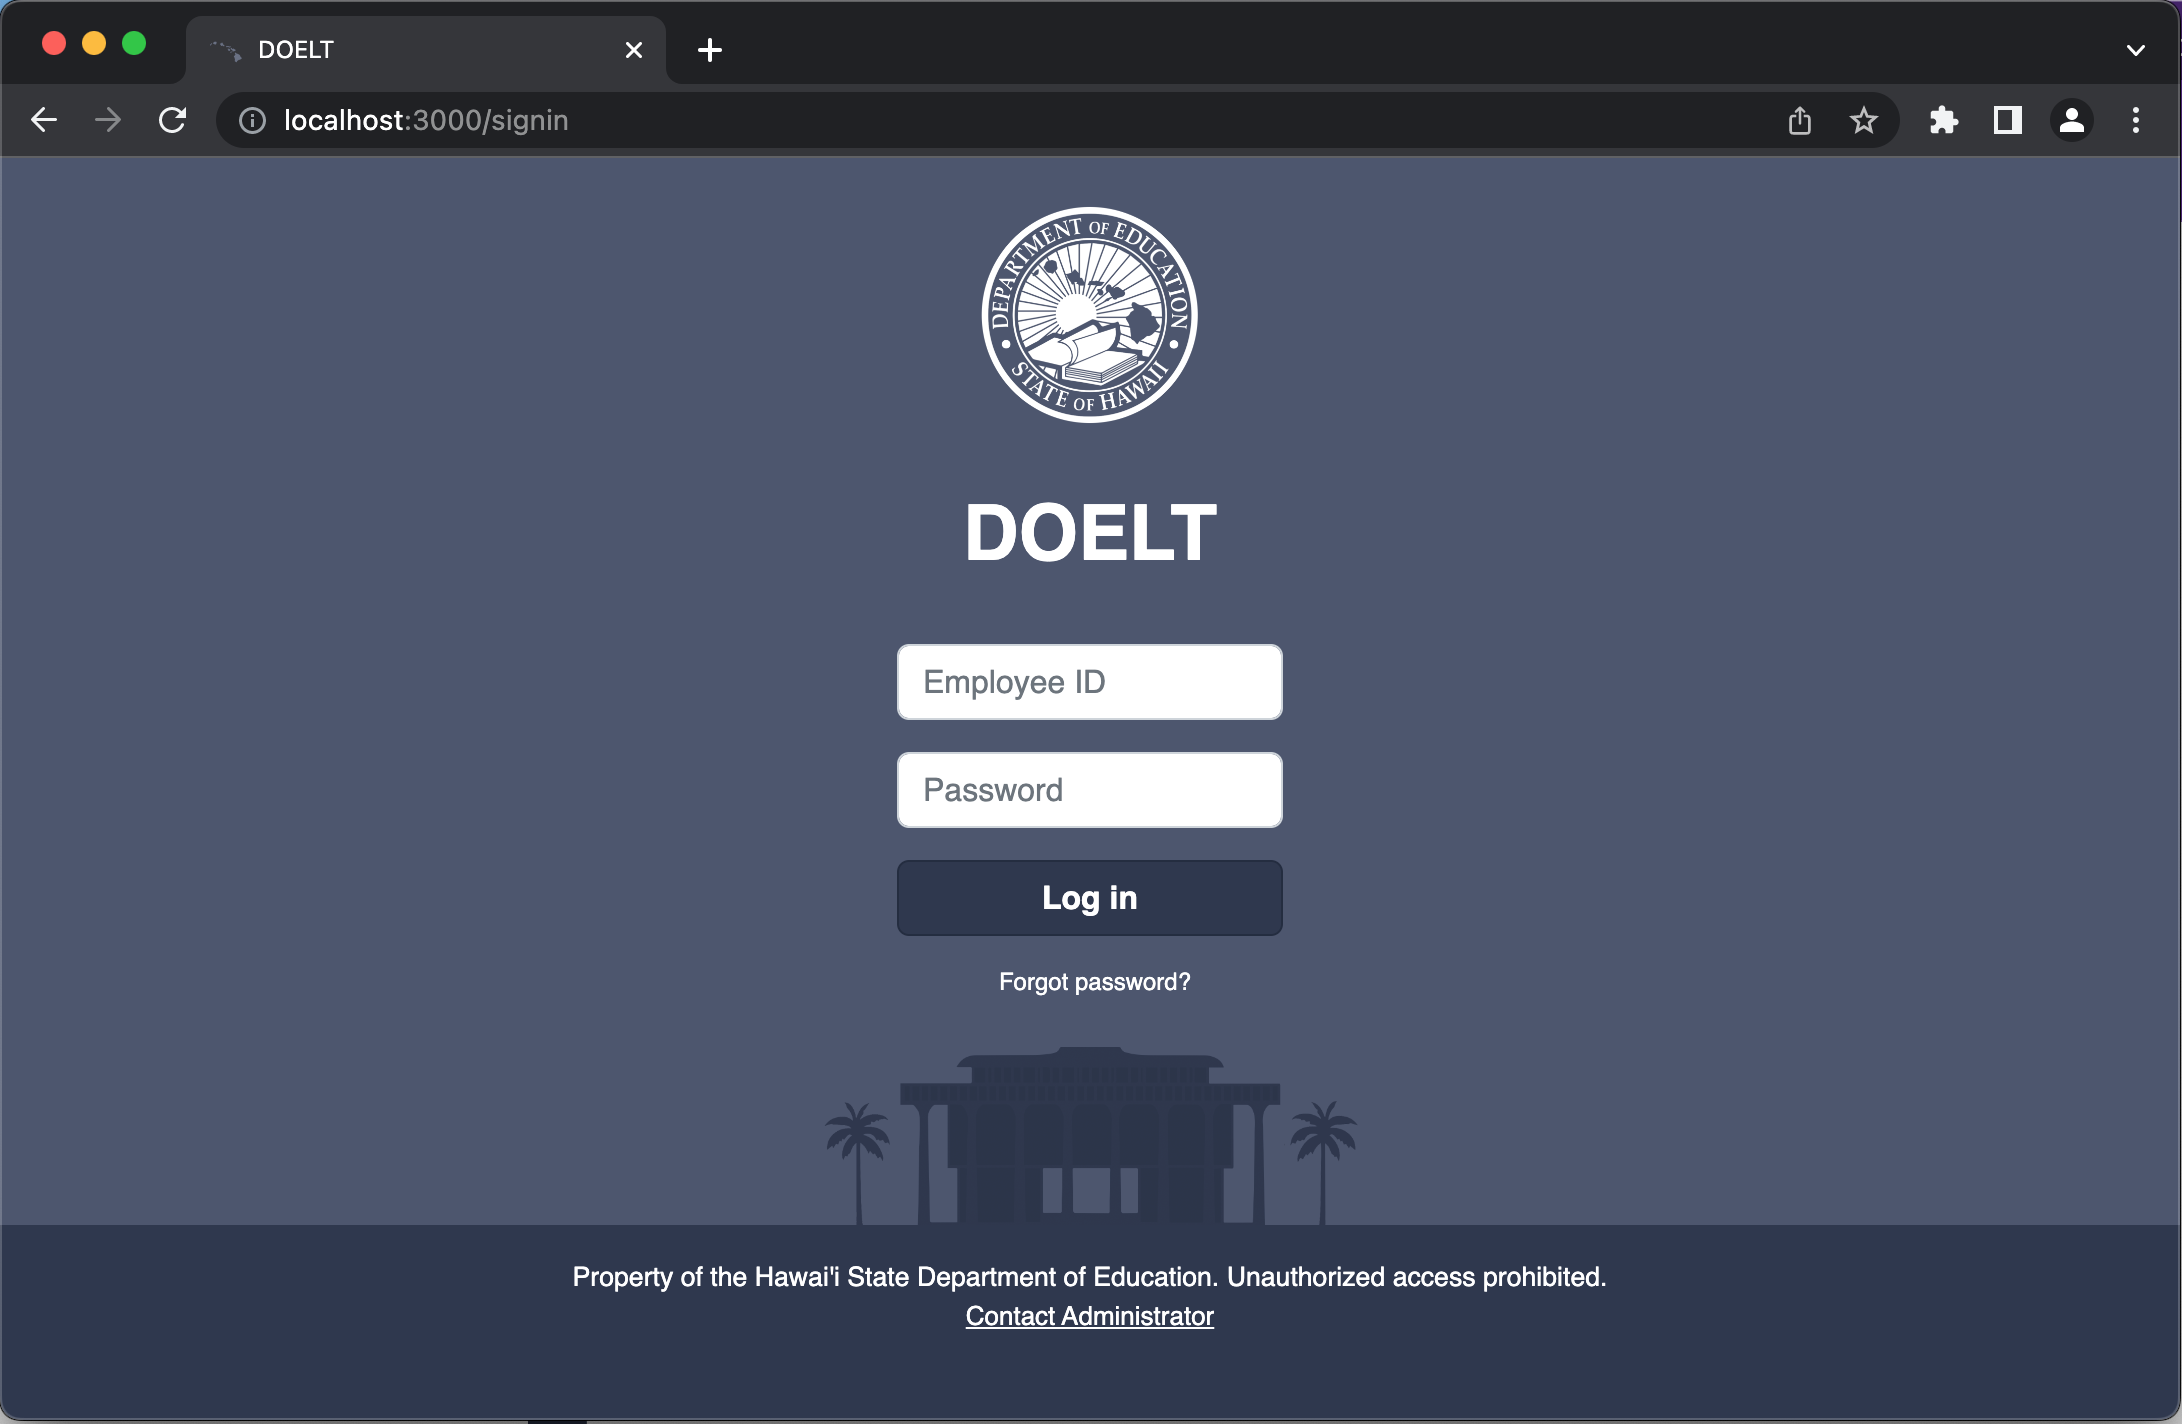 DOELT
localhost:3000/signin
DEPARTMENT OF EDUCATION
STATE OF HAWAII
DOELT
Employee ID
Password
Log in
Forgot password?
Property of the Hawai'i State Department of Education. Unauthorized access prohibited.
Contact Administrator